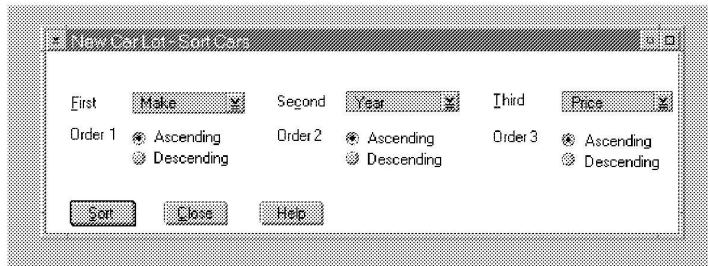 New Car Lot - Sort Cars
First Make Second Year Third Price
Order 1 Ascending Order 2 Ascending Order 3 Ascending
Descending Descending Descending
Sort Close Help